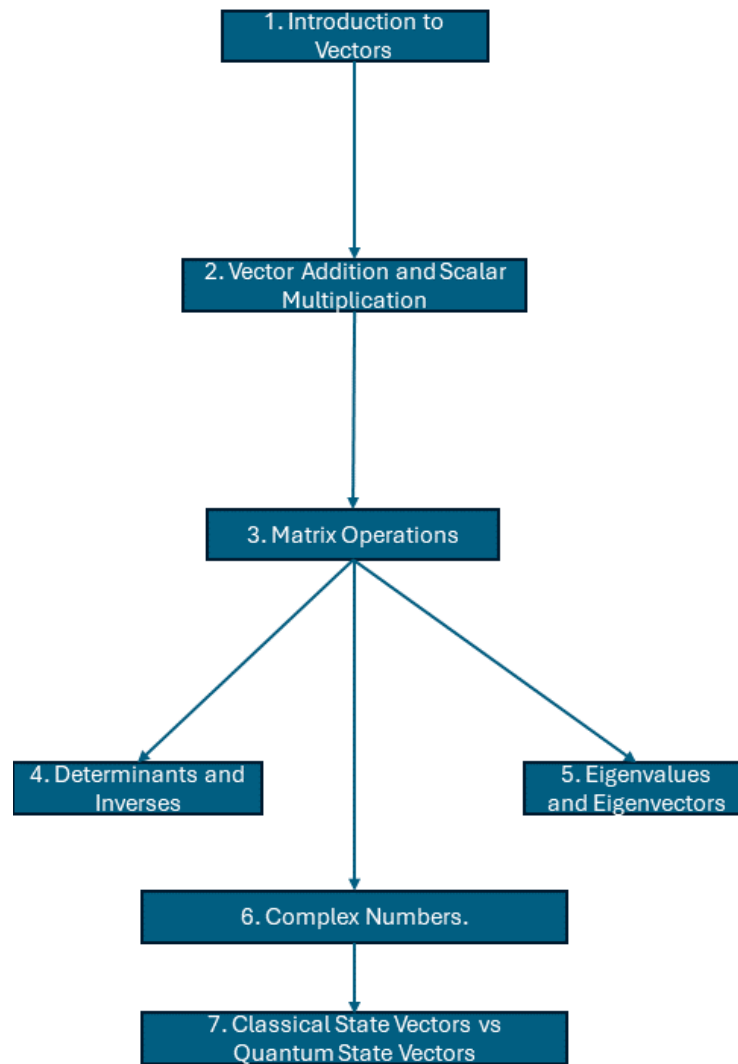 1. Introduction to
Vectors
2. Vector Addition and Scalar
Multiplication
3. Matrix Operations
4. Determinants and
Inverses
5. Eigenvalues
and Eigenvectors
6. Complex Numbers.
7. Classical State Vectors vs
Quantum State Vectors